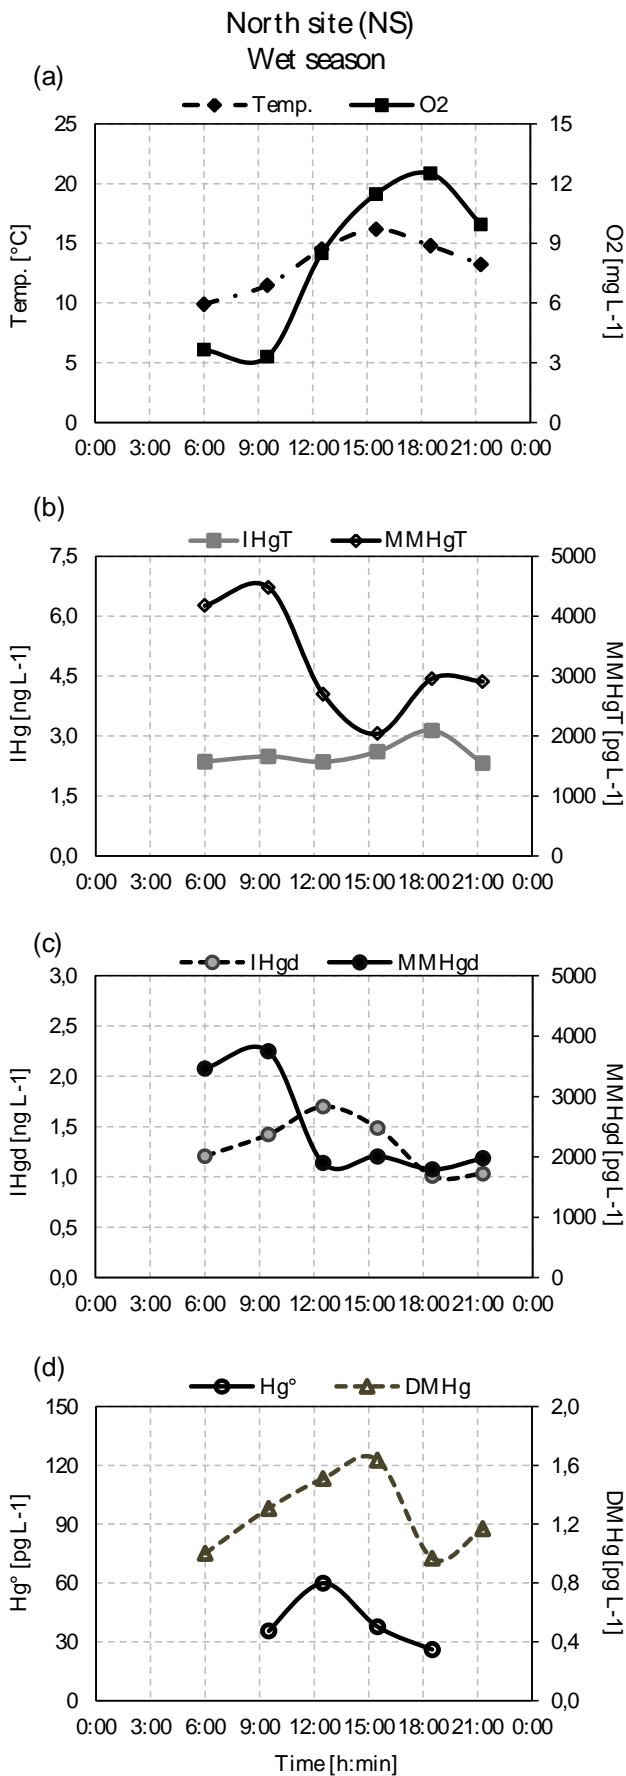 North site (NS)
Wet season
(a)
Temp. O2
25 15
20 12
15 9
10 6
5 3
0 0
Temp. [°C]
O2 [mg L-1]
0:00 3:00 6:00 9:00 12:00 15:00 18:00 21:00 0:00
(b)
IHgT MMHgT
7,5 5000
6,0 4000
4,5 3000
3,0 2000
1,5 1000
0,0 0
IHg [ng L-1]
MMHgT [pg L-1]
0:00 3:00 6:00 9:00 12:00 15:00 18:00 21:00 0:00
(c)
IHgd MMHgd
3,0 5000
2,5 4000
2,0 3000
1,5 2000
1,0 1000
0,5 0
0,0
IHgd [ng L-1]
MMHgd [pg L-1]
0:00 3:00 6:00 9:00 12:00 15:00 18:00 21:00 0:00
(d)
Hg° DMHg
150 2,0
120 1,6
90 1,2
60 0,8
30 0,4
0 0,0
Hg° [pg L-1]
DMHg [pg L-1]
0:00 3:00 6:00 9:00 12:00 15:00 18:00 21:00 0:00
Time [h:min]